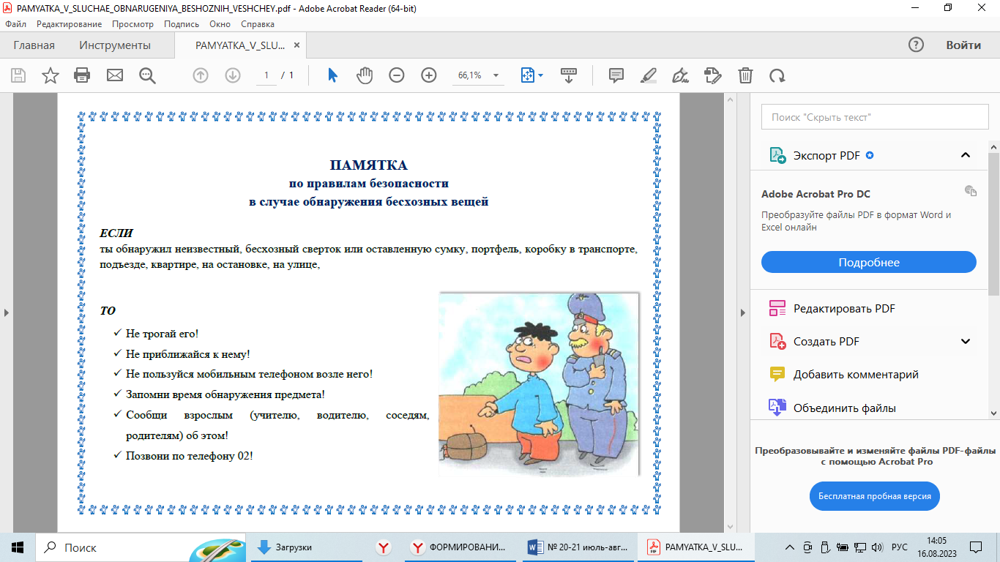 PAMYATKA_V_SLUCHAE_OBNARUGENIYA_BESHOZNIH_VESHCHEY.pdf - Adobe Acrobat Reader (64-bit)
Файл Редактирование Просмотр Подпись Окно Справка
Главная Инструменты PAMYATKA_V_SLU... × Войти
1 / 1 66,1%
ПАМЯТКА
по правилам безопасности
в случае обнаружения бесхозных вещей
ЕСЛИ
ты обнаружил неизвестный, бесхозный сверток или оставленную сумку, портфель, коробку в транспорте,
подъезде, квартире, на остановке, на улице,
ТО
✓ Не трогай его!
✓ Не приближайся к нему!
✓ Не пользуйся мобильным телефоном возле него!
✓ Запомни время обнаружения предмета!
✓ Сообщи взрослым (учителю, водителю, соседям,
родителям) об этом!
✓ Позвони по телефону 02!
Поиск "Скрыть текст"
Экспорт PDF
Adobe Acrobat Pro DC
Преобразуйте файлы PDF в формат Word и
Excel онлайн
Подробнее
Редактировать PDF
Создать PDF
Добавить комментарий
Объединить файлы
Преобразовывайте и изменяйте файлы PDF-файлы
с помощью Acrobat Pro
Бесплатная пробная версия
Поиск Загрузки ФОРМИРОВАНИ... № 20-21 июль-авг... PAMYATKA_V_SLU... РУС 14:05
16.08.2023